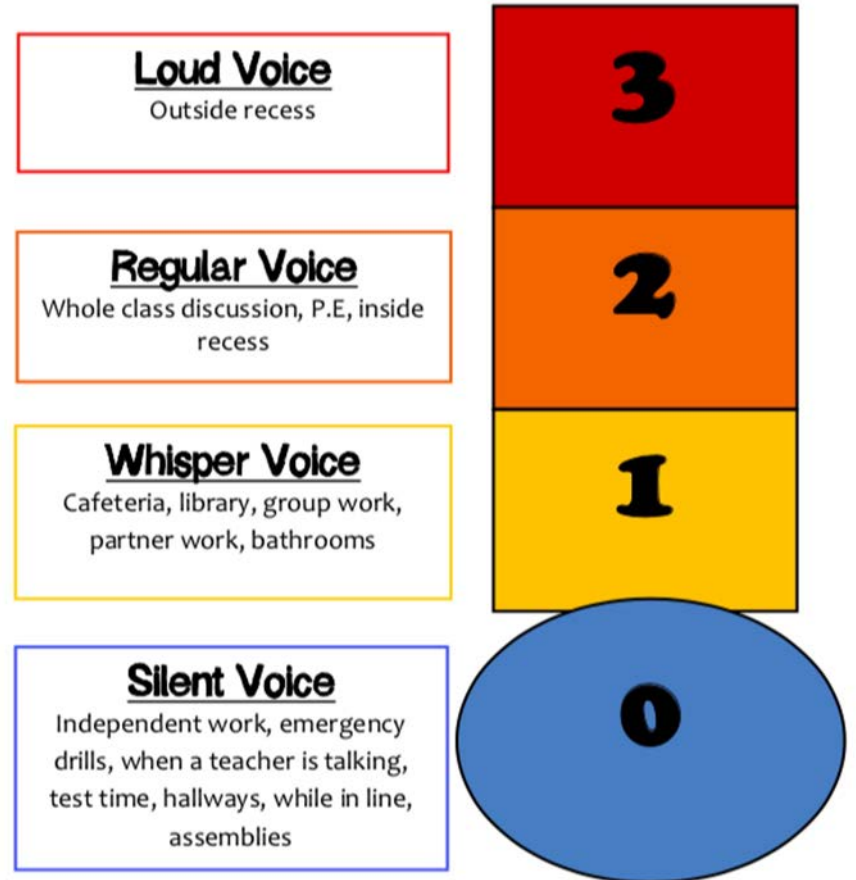 Loud Voice
Outside recess
3
Regular Voice
Whole class discussion, P.E, inside
recess
2
Whisper Voice
Cafeteria, library, group work,
partner work, bathrooms
1
Silent Voice
Independent work, emergency
drills, when a teacher is talking,
test time, hallways, while in line,
assemblies
0